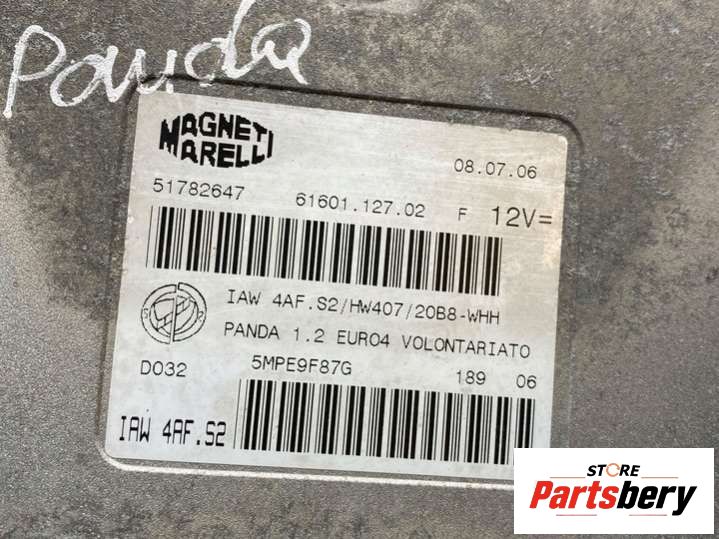 Panda
MAGNETI
MARELLI
08.07.06
51782647
61601.127.02 F 12V=
IAW 4AF.S2/HW407/20B8-WHH
PANDA 1.2 EURO4 VOLONTARIATO
D032 5MPE9F87G 189 06
IAW 4AF.S2
STORE
Partsbery